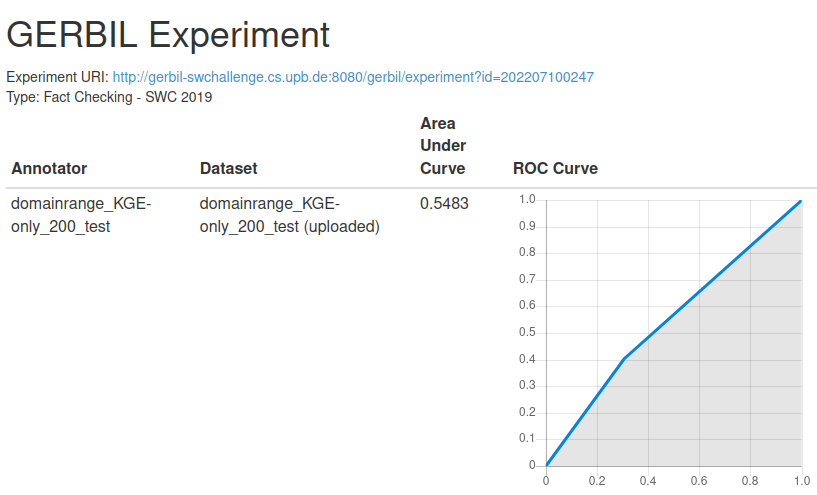 GERBIL Experiment
Experiment URI: http://gerbil-swchallenge.cs.upb.de:8080/gerbil/experiment?id=202207100247
Type: Fact Checking - SWC 2019
Annotator
Dataset
Area
Under
Curve
ROC Curve
domainrange_KGE-
only_200_test
domainrange_KGE-
only_200_test (uploaded)
0.5483
1.0
0.9
0.8
0.7
0.6
0.5
0.4
0.3
0.2
0.1
0
0 0.2 0.4 0.6 0.8 1.0